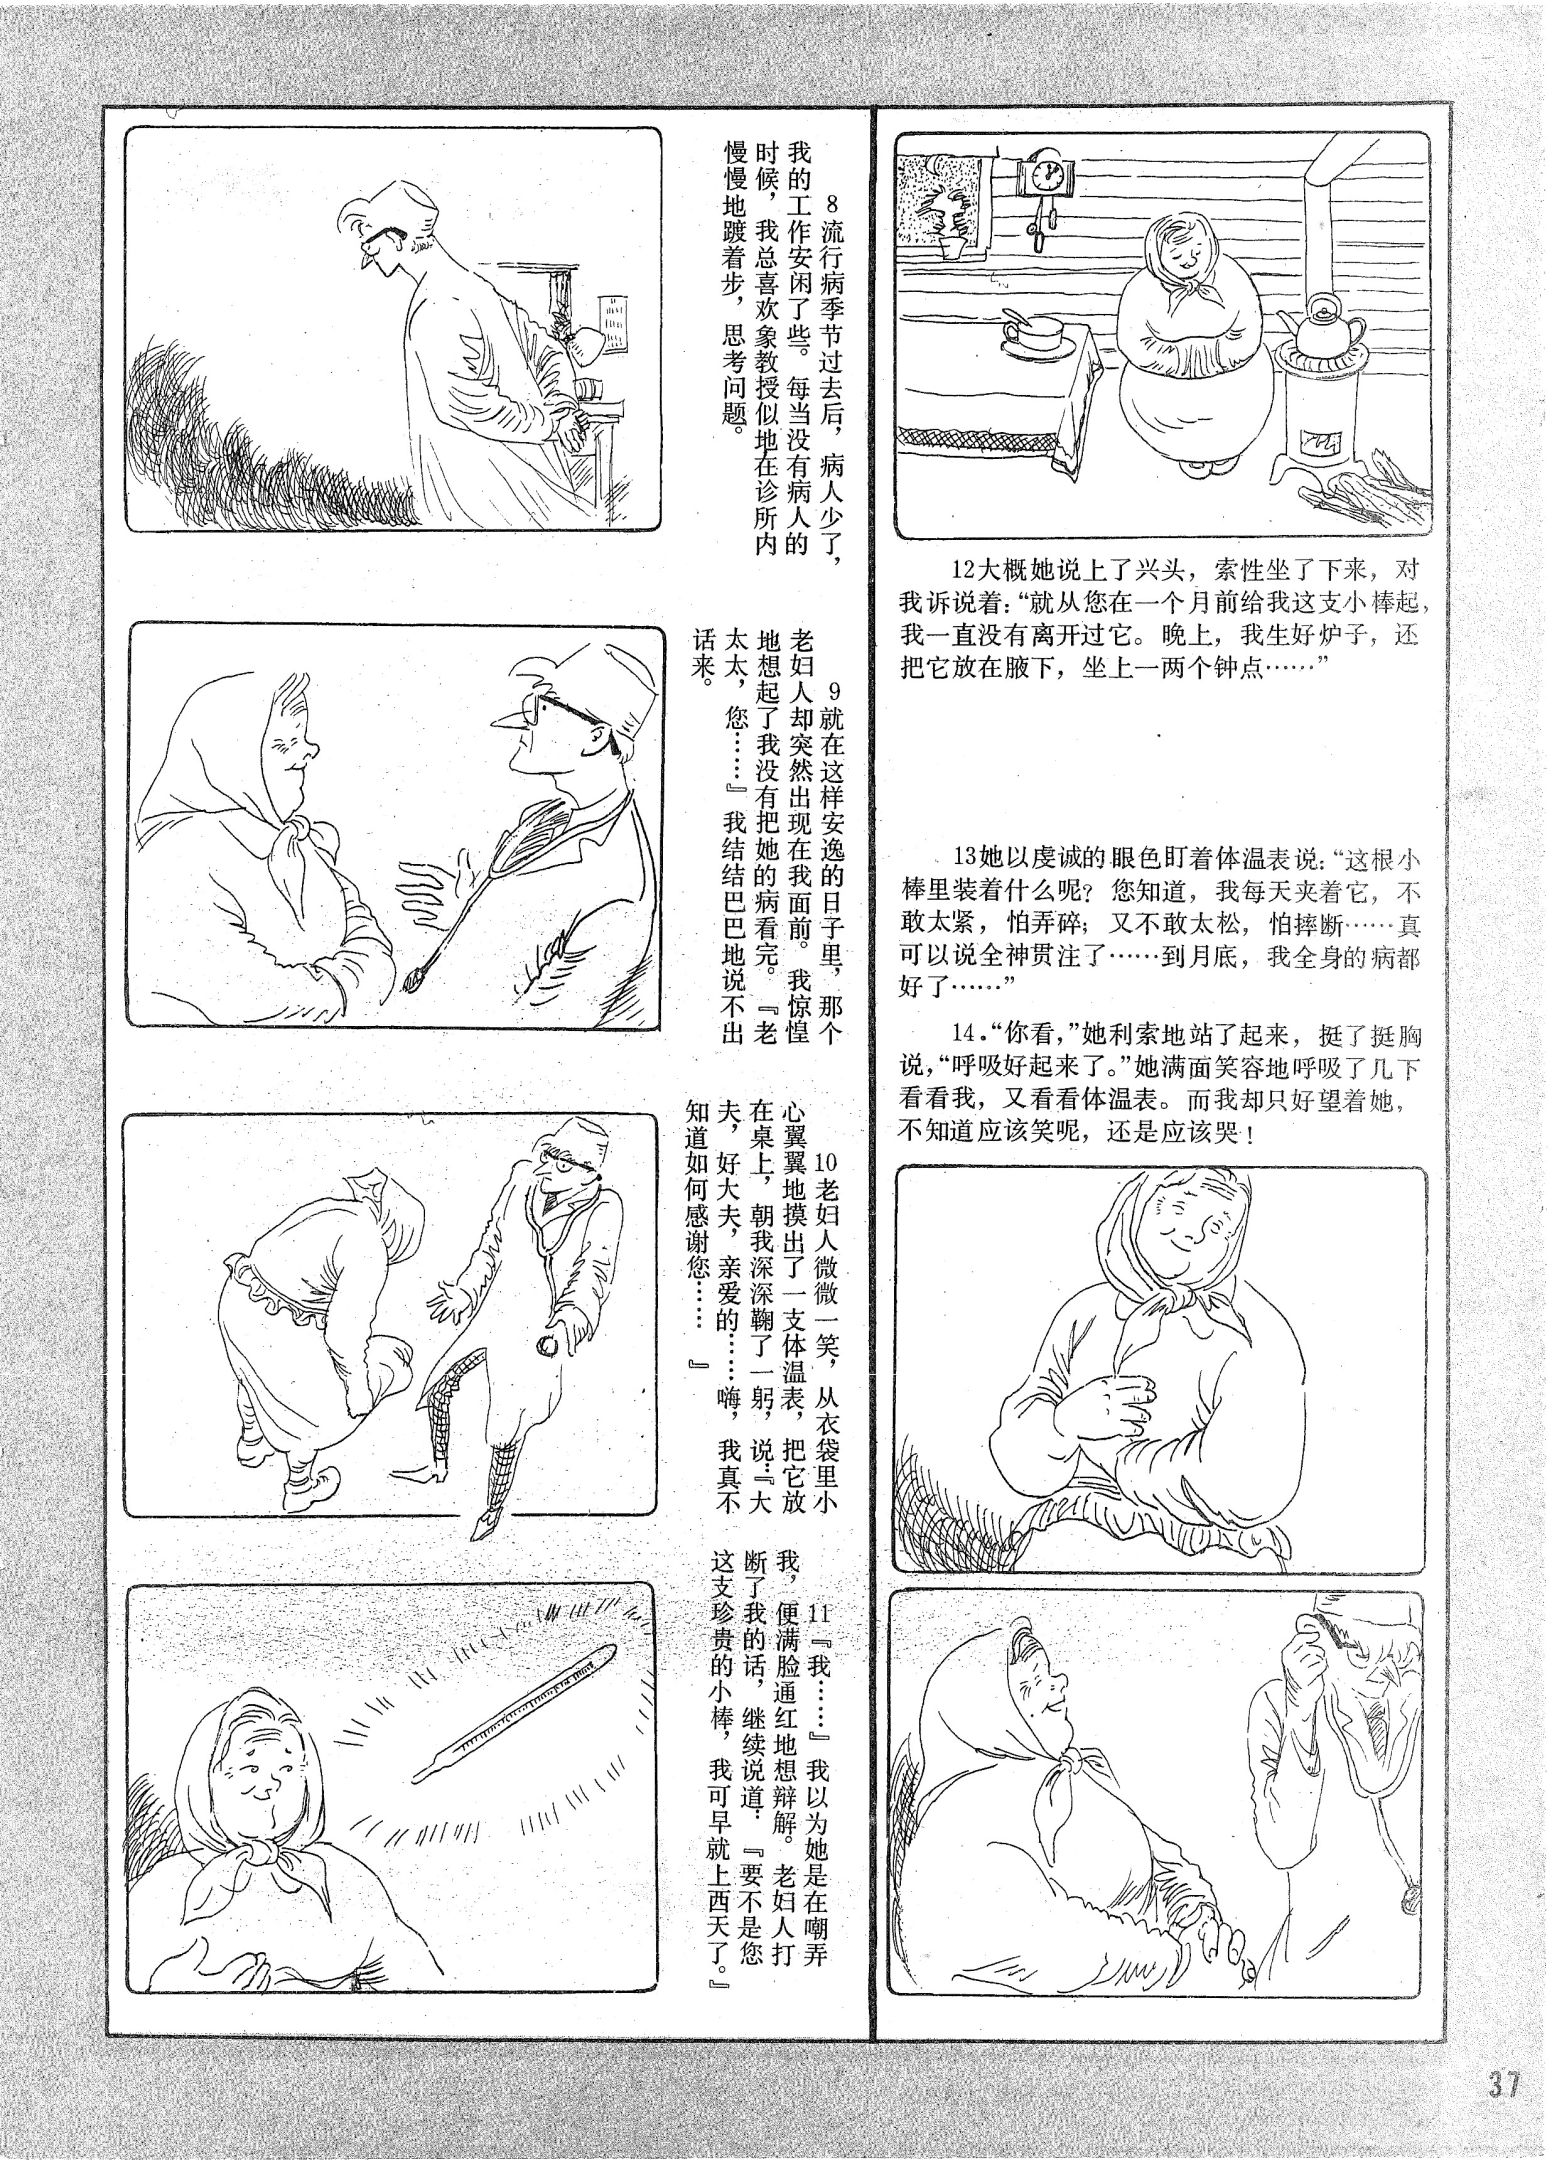 8流行病季节过去后，病人少了，
我的工作安闲了些。每当没有病人的
时候，我总喜欢象教授似地在诊所内
慢慢地踱着步，思考问题。
9就在这样安逸的日子里，那个
老妇人却突然出现在我面前。我惊惶
地想起了我没有把她的病看完。『老
太太，您……』我结结巴巴地说不出
话来。
10老妇人微微一笑，从衣袋里小
心翼翼地摸出了一支体温表，把它放
在桌上，朝我深深鞠了一躬，说：『大
夫，好大夫，亲爱的……嗨，我真不
知道如何感谢您……』
11『我……』我以为她是在嘲弄
我，便满脸通红地想辩解。老妇人打
断了我的话，继续说道：『要不是您
这支珍贵的小棒，我可早就上西天了。』
12大概她说上了兴头，索性坐了下来，对
我诉说着：“就从您在一个月前给我这支小棒起，
我一直没有离开过它。晚上，我生好炉子，还
把它放在腋下，坐上一两个钟点……”
13她以虔诚的眼色盯着体温表说：“这根小
棒里装着什么呢？您知道，我每天夹着它，不
敢太紧，怕弄碎；又不敢太松，怕摔断……真
可以说全神贯注了……到月底，我全身的病都
好了……”
14.“你看，”她利索地站了起来，挺了挺胸
说，“呼吸好起来了。”她满面笑容地呼吸了几下
看看我，又看看体温表。而我却只好望着她，
不知道应该笑呢，还是应该哭！
37